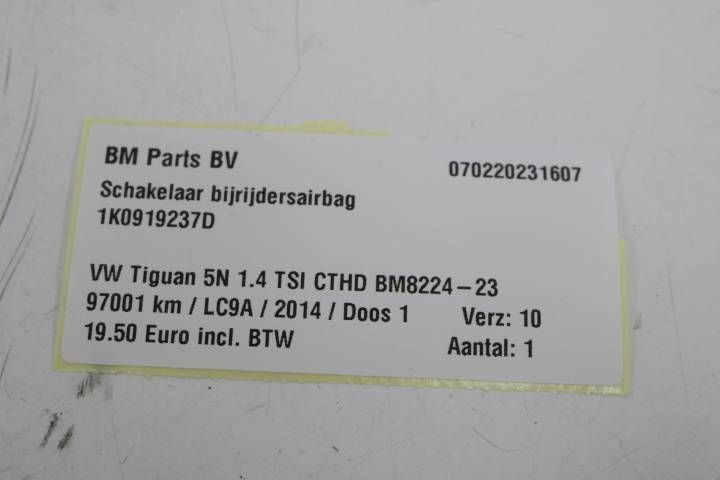 BM Parts BV 070220231607
Schakelaar bijrijdersairbag
1K0919237D
VW Tiguan 5N 1.4 TSI CTHD BM8224-23
97001 km / LC9A / 2014 / Doos 1 Verz: 10
19.50 Euro incl. BTW Aantal: 1